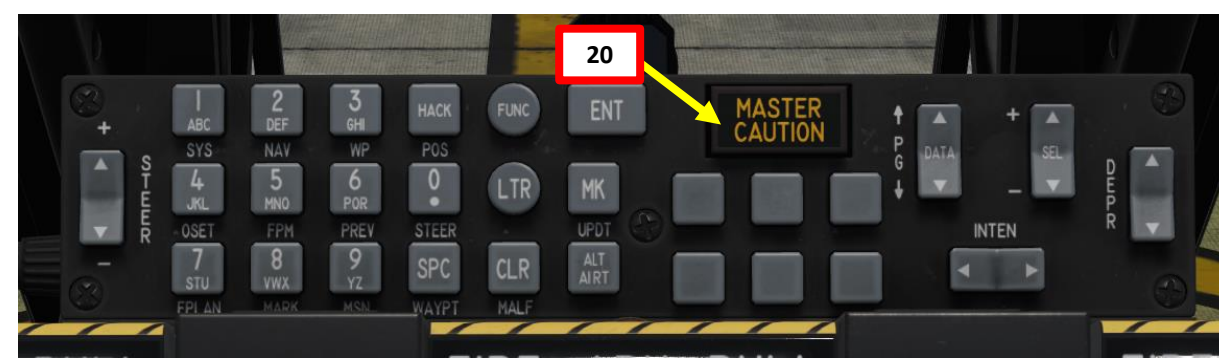 20
MASTER
CAUTION
1 2 3 HACK FUNC ENT
ABC DEF GHI
+ SYS NAV WP POS
STEER
4 5 6 0 LTR MK
JKL MNO PQR
OSET FPM PREV STEER UPDT
7 8 9 SPC CLR ALT
AIRT
STU VWX YZ
- FPLAN MARK MSN WAYPT MALF
PG
DATA
+
SEL
-
DEPR
INTEN